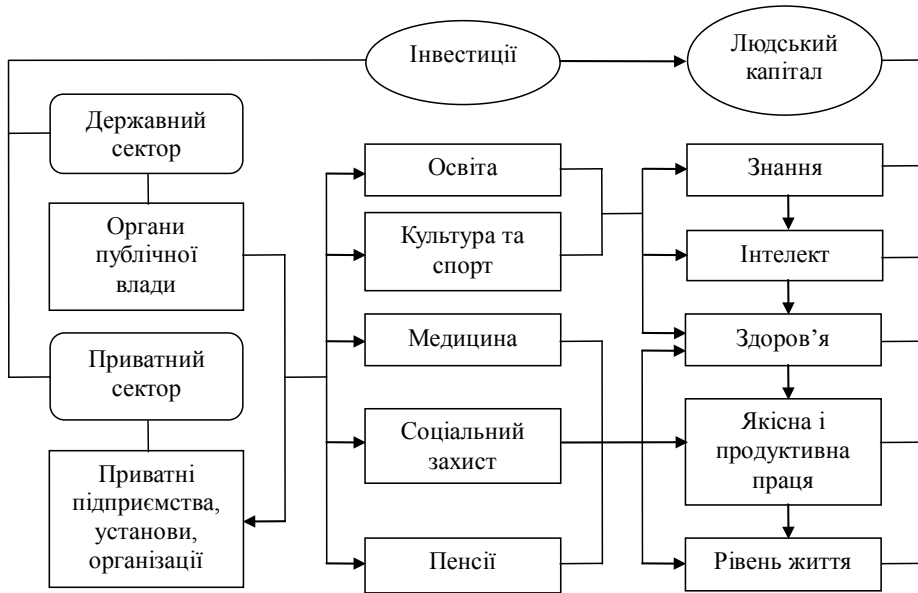 Інвестиції
Людський
капітал
Державний
сектор
Органи
публічної
влади
Приватний
сектор
Приватні
підприємства,
установи,
організації
Освіта
Культура та
спорт
Медицина
Соціальний
захист
Пенсії
Знання
Інтелект
Здоров’я
Якісна і
продуктивна
праця
Рівень життя